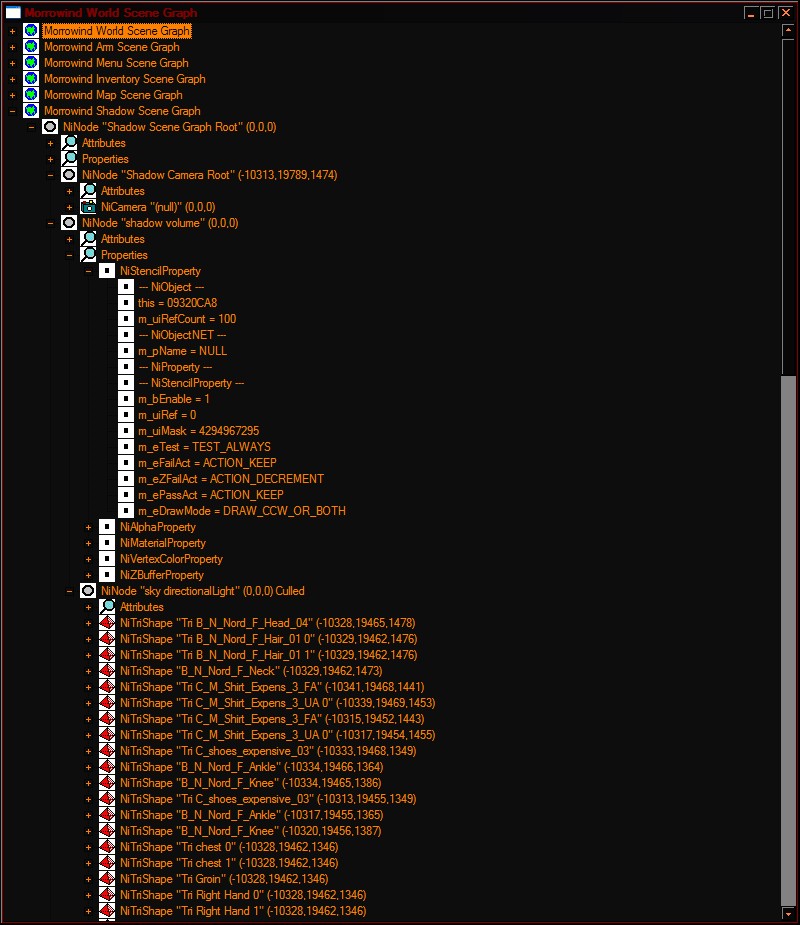 Morrowind World Scene Graph
Morrowind World Scene Graph
Morrowind Arm Scene Graph
Morrowind Menu Scene Graph
Morrowind Inventory Scene Graph
Morrowind Map Scene Graph
Morrowind Shadow Scene Graph
NiNode "Shadow Scene Graph Root" (0,0,0)
Attributes
Properties
NiNode "Shadow Camera Root" (-10313,19789,1474)
Attributes
NiCamera "(null)" (0,0,0)
NiNode "shadow volume" (0,0,0)
Attributes
Properties
NiStencilProperty
--- NiObject ---
this = 09320CA8
m_uiRefCount = 100
--- NiObjectNET ---
m_pName = NULL
--- NiProperty ---
--- NiStencilProperty ---
m_bEnable = 1
m_uiRef = 0
m_uiMask = 4294967295
m_eTest = TEST_ALWAYS
m_eFailAct = ACTION_KEEP
m_eZFailAct = ACTION_DECREMENT
m_ePassAct = ACTION_KEEP
m_eDrawMode = DRAW_CCW_OR_BOTH
NiAlphaProperty
NiMaterialProperty
NiVertexColorProperty
NiZBufferProperty
NiNode "sky directionalLight" (0,0,0) Culled
Attributes
NiTriShape "Tri B_N_Nord_F_Head_04" (-10328,19465,1478)
NiTriShape "Tri B_N_Nord_F_Hair_01 0" (-10329,19462,1476)
NiTriShape "Tri B_N_Nord_F_Hair_01 1" (-10329,19462,1476)
NiTriShape "B_N_Nord_F_Neck" (-10329,19462,1473)
NiTriShape "Tri C_M_Shirt_Expens_3_FA" (-10341,19468,1441)
NiTriShape "Tri C_M_Shirt_Expens_3_UA 0" (-10339,19469,1453)
NiTriShape "Tri C_M_Shirt_Expens_3_FA" (-10315,19452,1443)
NiTriShape "Tri C_M_Shirt_Expens_3_UA 0" (-10317,19454,1455)
NiTriShape "Tri C_shoes_expensive_03" (-10333,19468,1349)
NiTriShape "B_N_Nord_F_Ankle" (-10334,19466,1364)
NiTriShape "B_N_Nord_F_Knee" (-10334,19465,1386)
NiTriShape "Tri C_shoes_expensive_03" (-10313,19455,1349)
NiTriShape "B_N_Nord_F_Ankle" (-10317,19455,1365)
NiTriShape "B_N_Nord_F_Knee" (-10320,19456,1387)
NiTriShape "Tri chest 0" (-10328,19462,1346)
NiTriShape "Tri chest 1" (-10328,19462,1346)
NiTriShape "Tri Groin" (-10328,19462,1346)
NiTriShape "Tri Right Hand 0" (-10328,19462,1346)
NiTriShape "Tri Right Hand 1" (-10328,19462,1346)